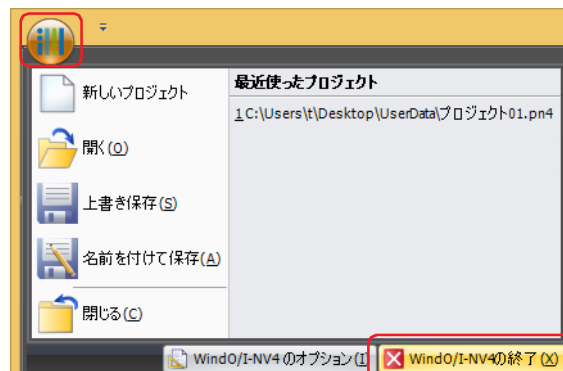 新しいプロジェクト
開く(O)
上書き保存(S)
名前を付けて保存(A)
閉じる(C)
最近使ったプロジェクト
1 C:\Users\t\Desktop\UserData\プロジェクト01.pn4
WindO/I-NV4 のオプション(I)
WindO/I-NV4の終了(X)